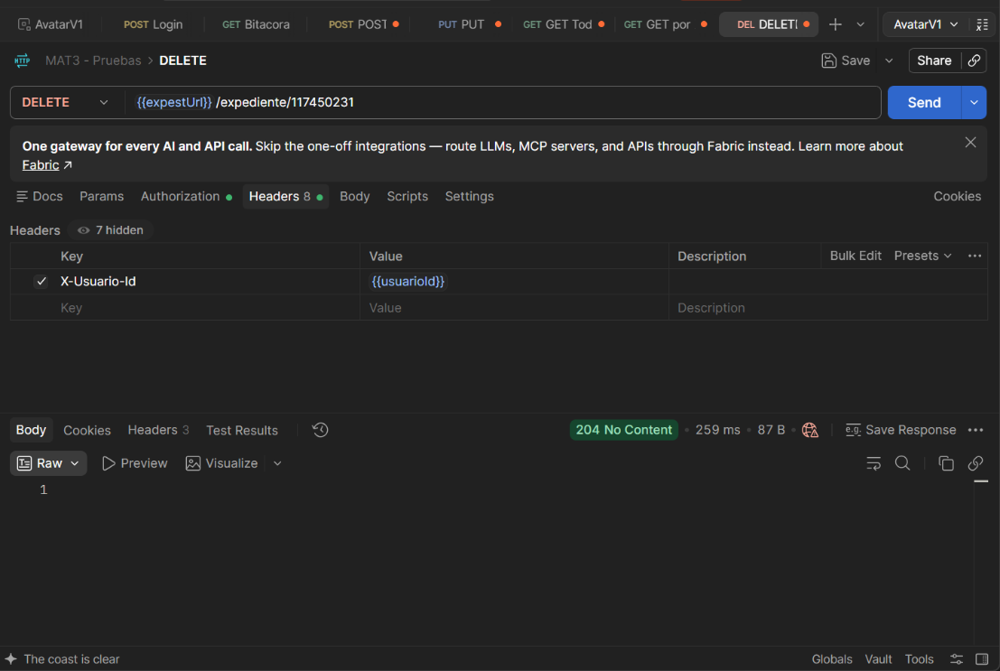 AvatarV1 POST Login GET Bitacora POST POST PUT PUT GET GET Tod GET GET por DEL DELETI AvatarV1
HTTP MAT3 - Pruebas > DELETE Save Share
DELETE {{expestUrl}} /expediente/117450231 Send
One gateway for every AI and API call. Skip the one-off integrations — route LLMs, MCP servers, and APIs through Fabric instead. Learn more about
Fabric ↗
Docs Params Authorization Headers 8 Body Scripts Settings Cookies
Headers 7 hidden
Key Value Description Bulk Edit Presets
X-Usuario-Id {{usuarioId}}
Key Value Description
Body Cookies Headers 3 Test Results 204 No Content • 259 ms • 87 B • e.g. Save Response
Raw Preview Visualize
1
The coast is clear Globals Vault Tools